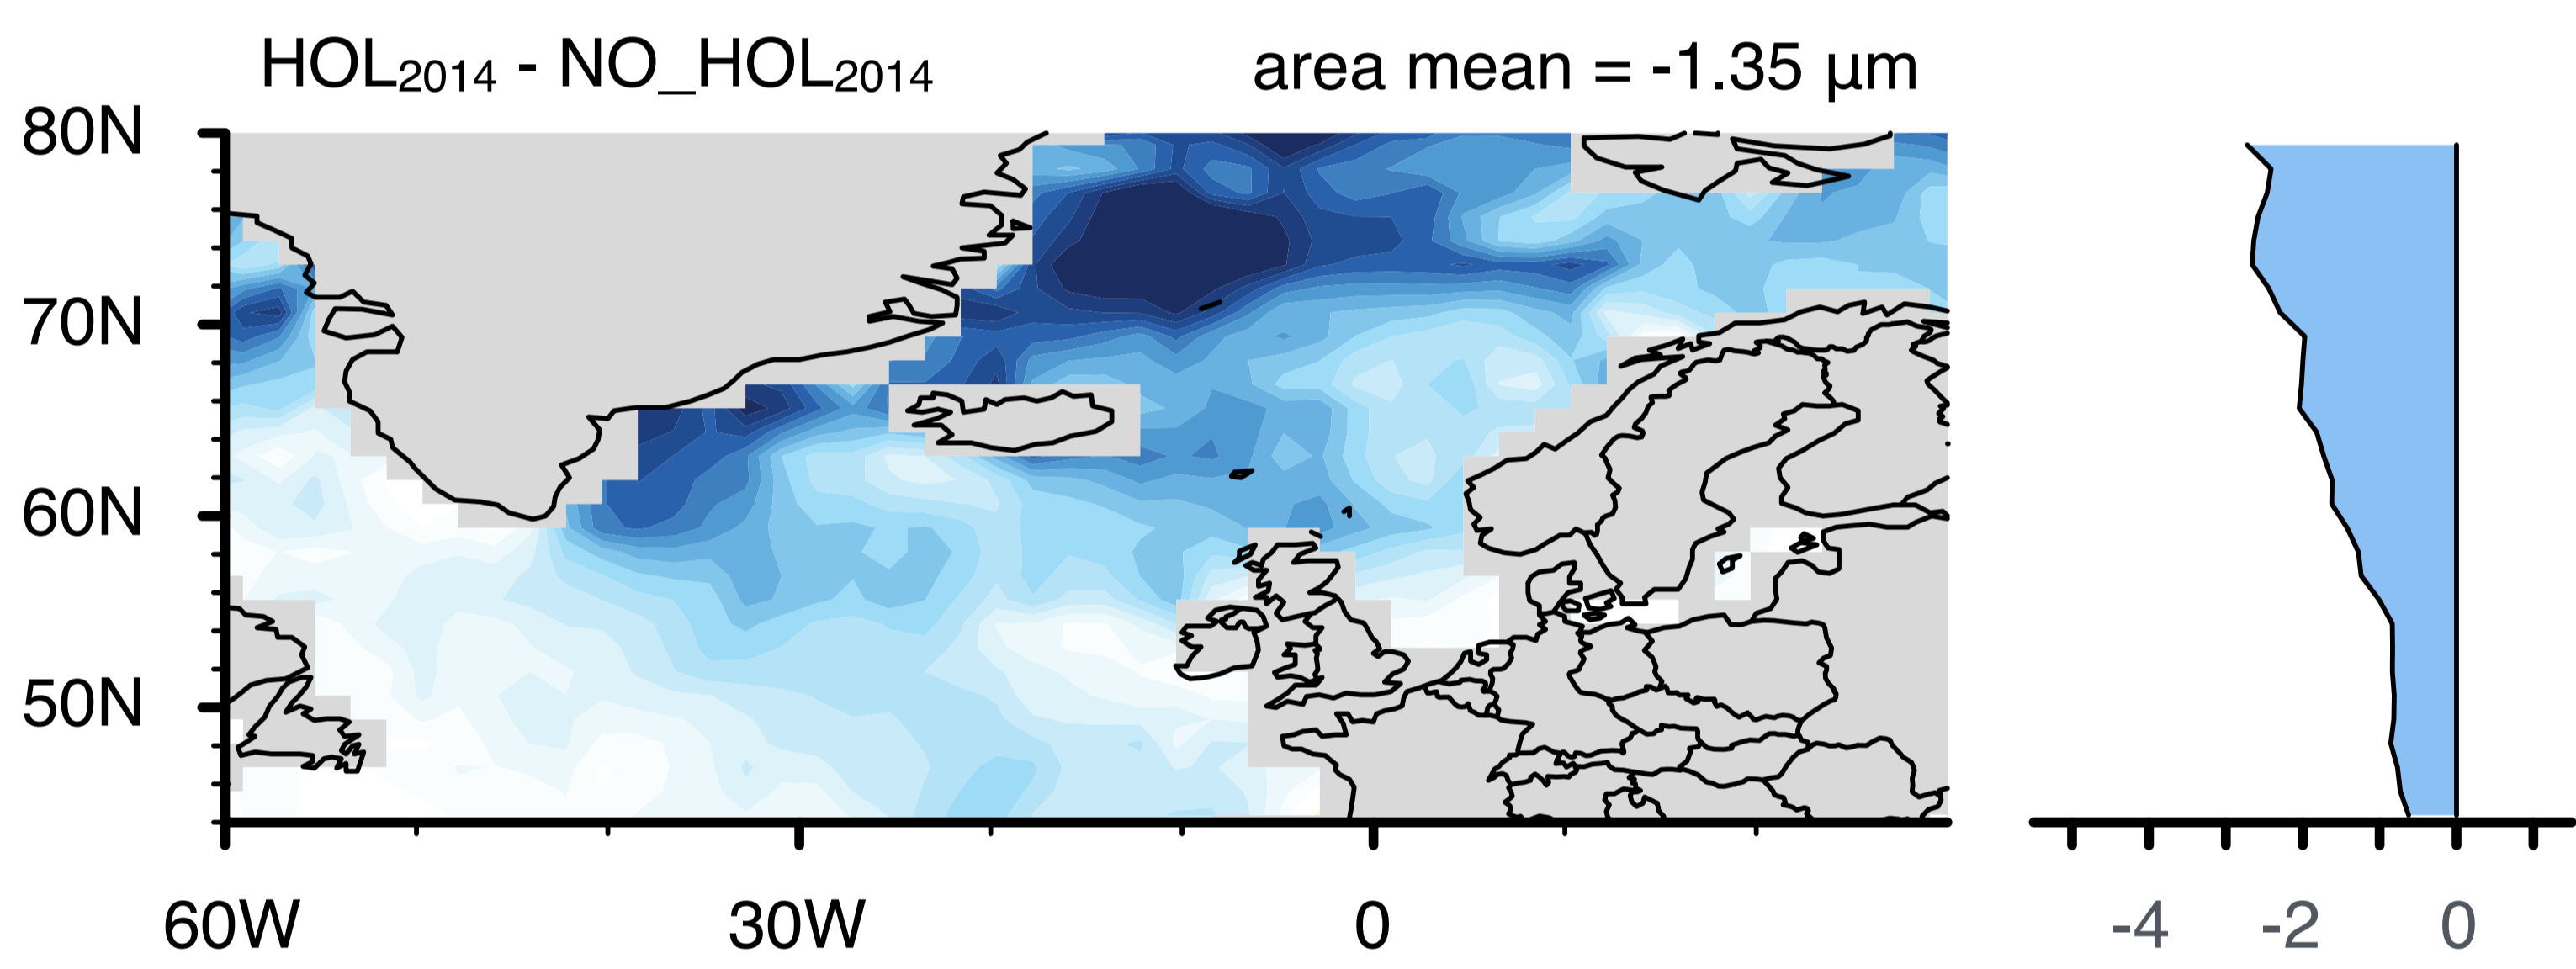 HOL₂₀₁₄ - NO_HOL₂₀₁₄
area mean = -1.35 µm
80N
70N
60N
50N
60W
30W
0
-4
-2
0